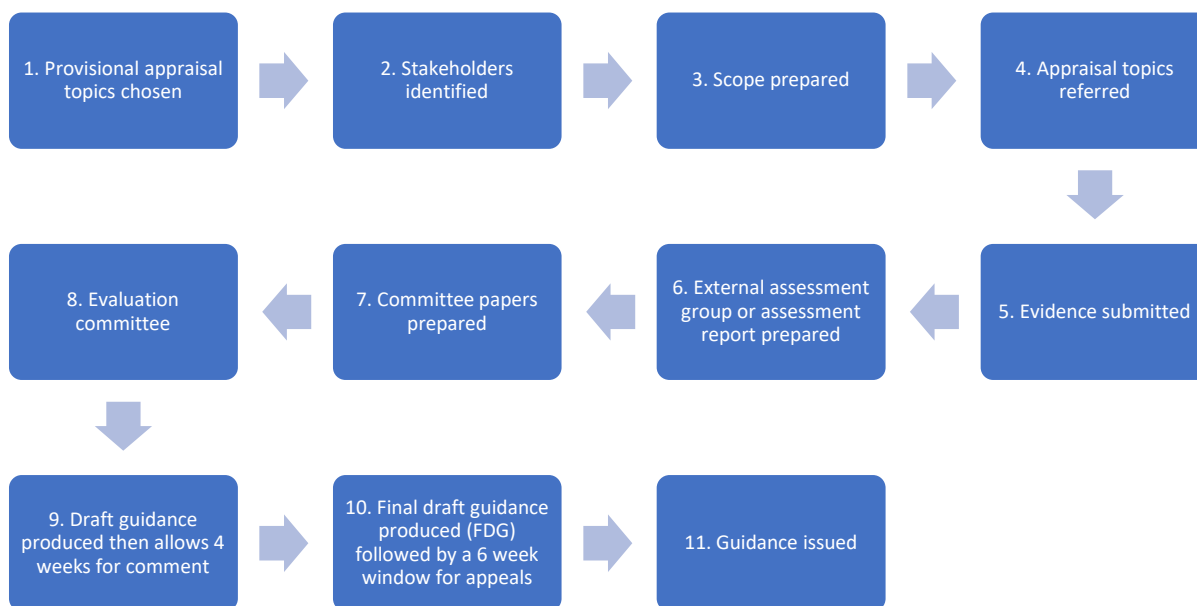 1. Provisional appraisal
topics chosen
2. Stakeholders
identified
3. Scope prepared
4. Appraisal topics
referred
5. Evidence submitted
6. External assessment
group or assessment
report prepared
7. Committee papers
prepared
8. Evaluation
committee
9. Draft guidance
produced then allows 4
weeks for comment
10. Final draft guidance
produced (FDG)
followed by a 6 week
window for appeals
11. Guidance issued